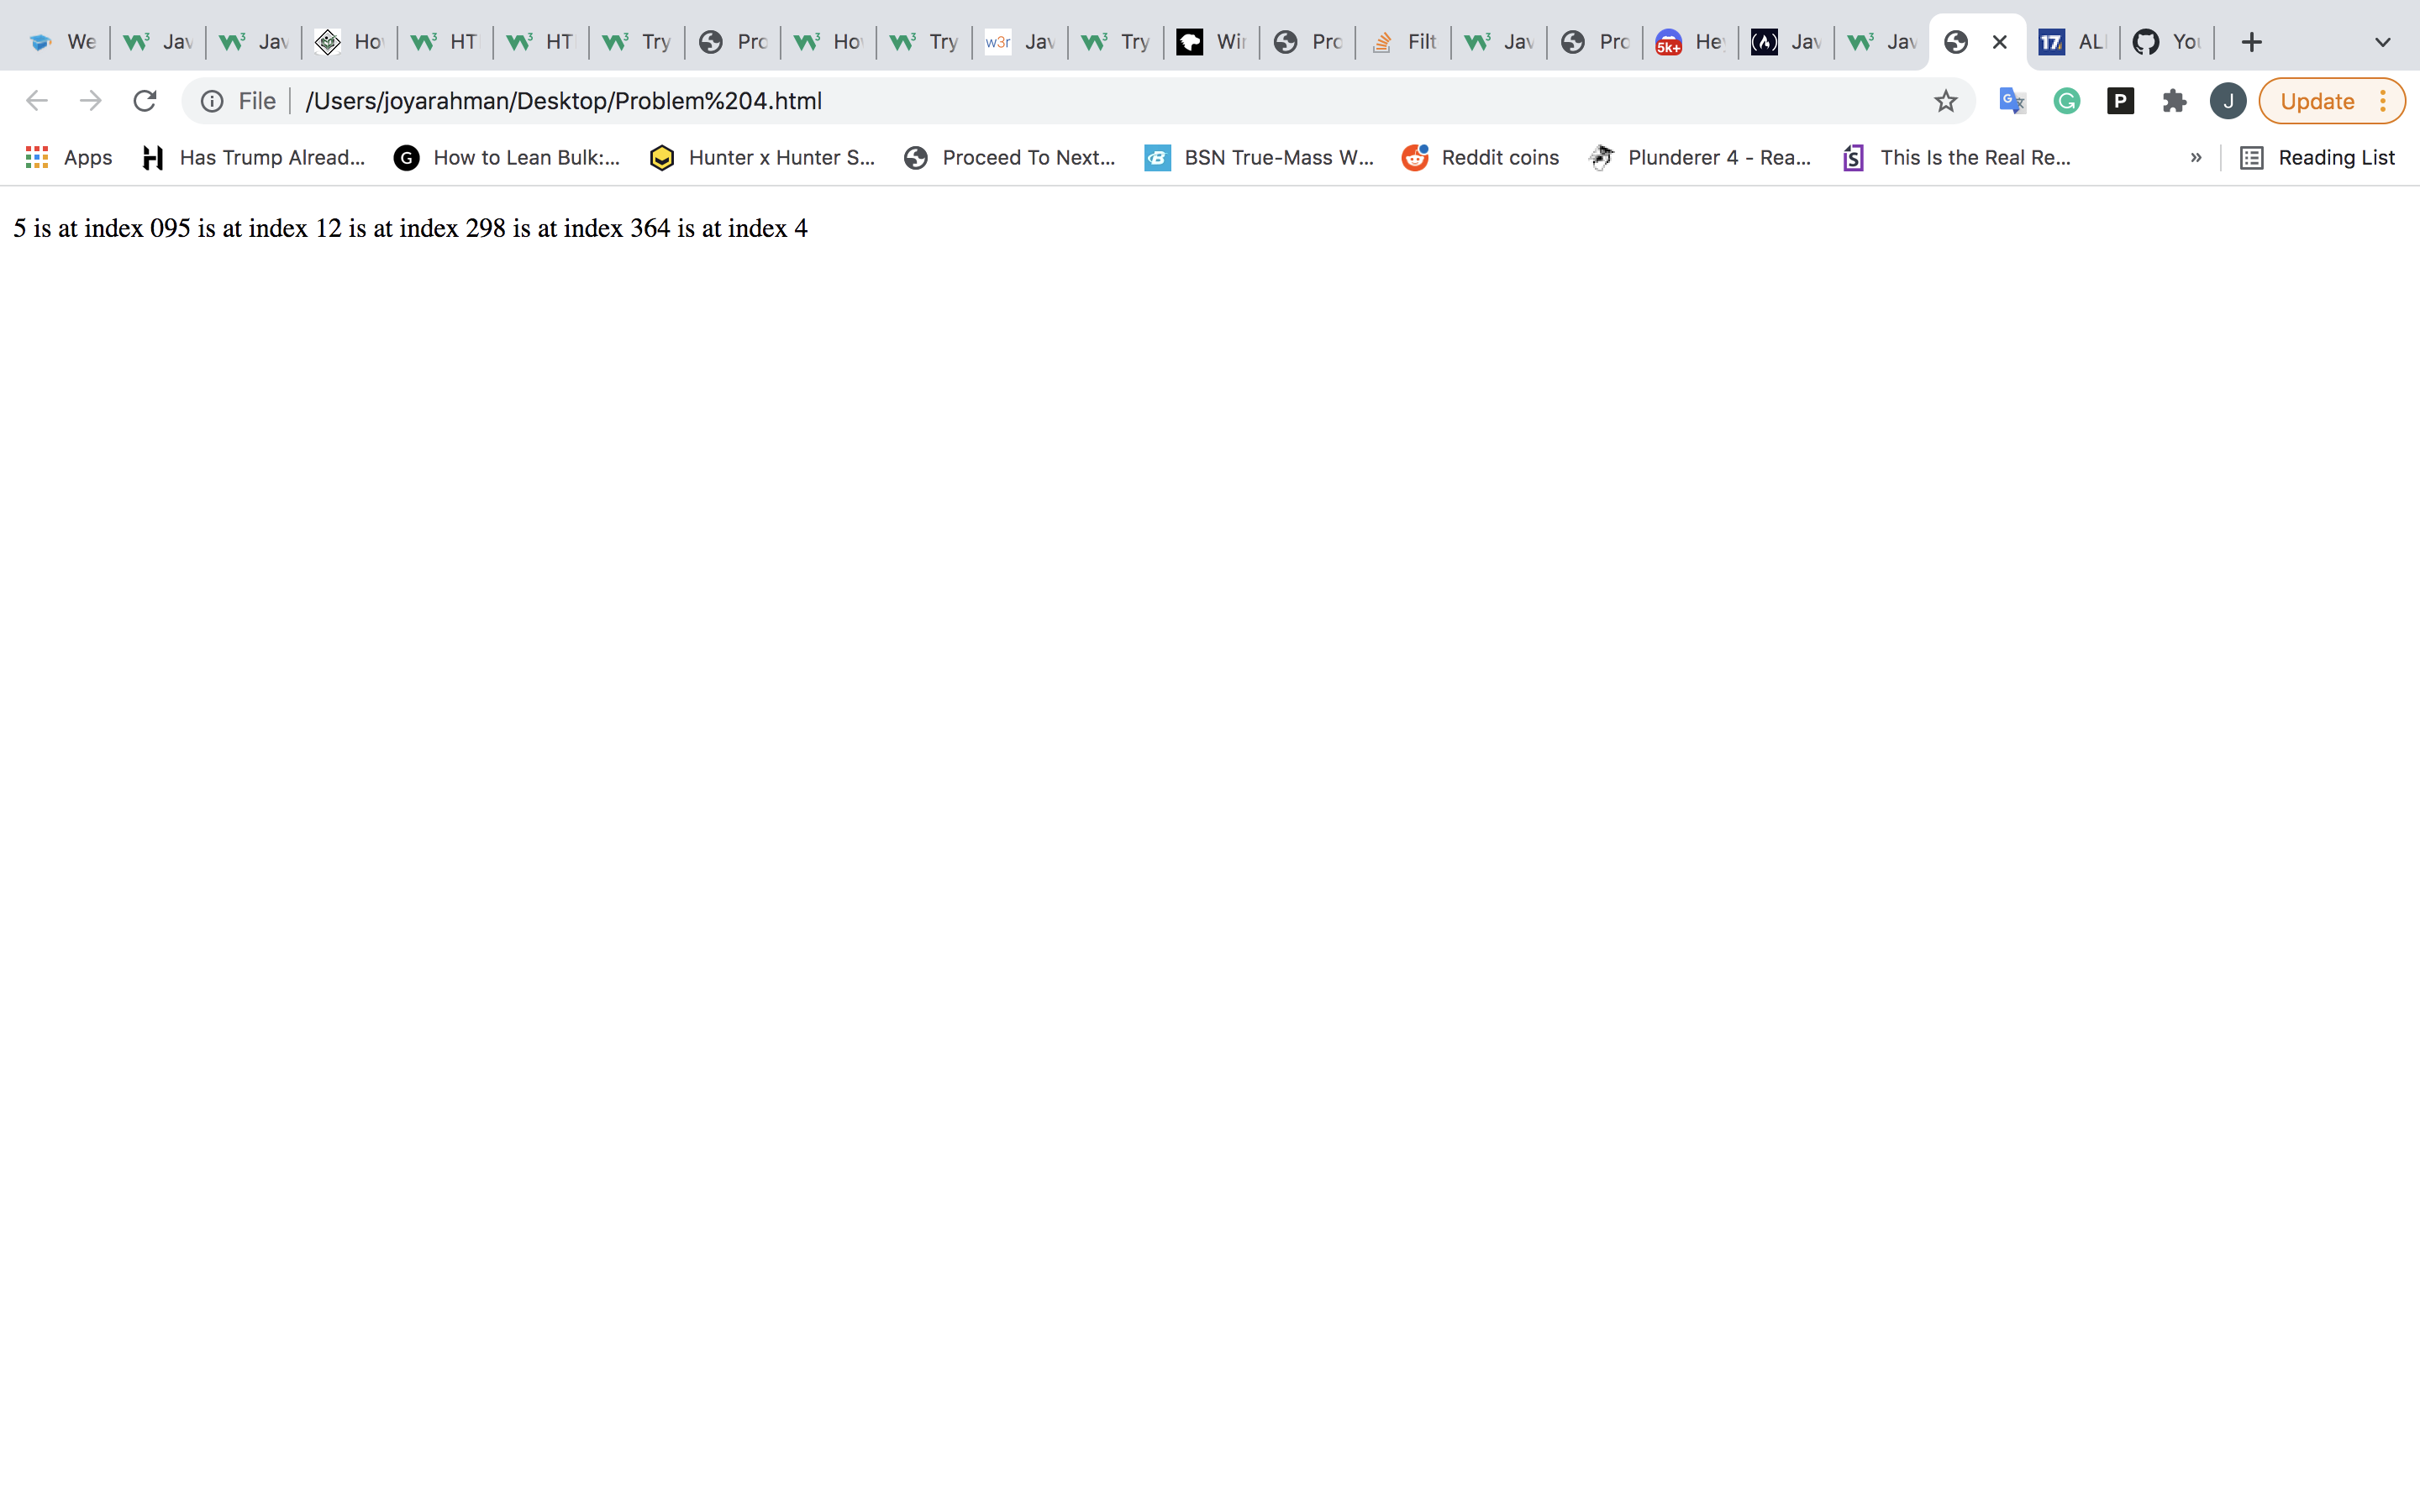 We Jav Jav Ho HT HT Try Pro Ho Try w3r Jav Try Wir Pro Filt Jav Pro 5k+ He Jav Jav 17 AL You
File /Users/joyarahman/Desktop/Problem%204.html P J Update
Apps Has Trump Alread... G How to Lean Bulk:... Hunter x Hunter S... Proceed To Next... B BSN True-Mass W... Reddit coins Plunderer 4 - Rea... S This Is the Real Re... » Reading List
5 is at index 095 is at index 12 is at index 298 is at index 364 is at index 4